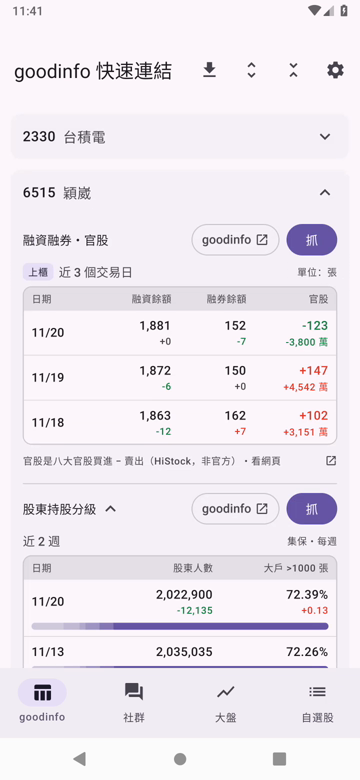 11:41
goodinfo 快速連結
2330 台積電
6515 穎崴
融資融券・官股
goodinfo
抓
上櫃 近 3 個交易日 單位：張
日期 融資餘額 融券餘額 官股
11/20 1,881 152 -123
+0 -7 -3,800 萬
11/19 1,872 150 +147
-6 +0 +4,542 萬
11/18 1,863 162 +102
-12 +7 +3,151 萬
官股是八大官股買進 − 賣出（HiStock，非官方）・看網頁
股東持股分級
goodinfo
抓
近 2 週 集保・每週
日期 股東人數 大戶 >1000 張
11/20 2,022,900 72.39%
-12,135 +0.13
11/13 2,035,035 72.26%
goodinfo 社群 大盤 自選股